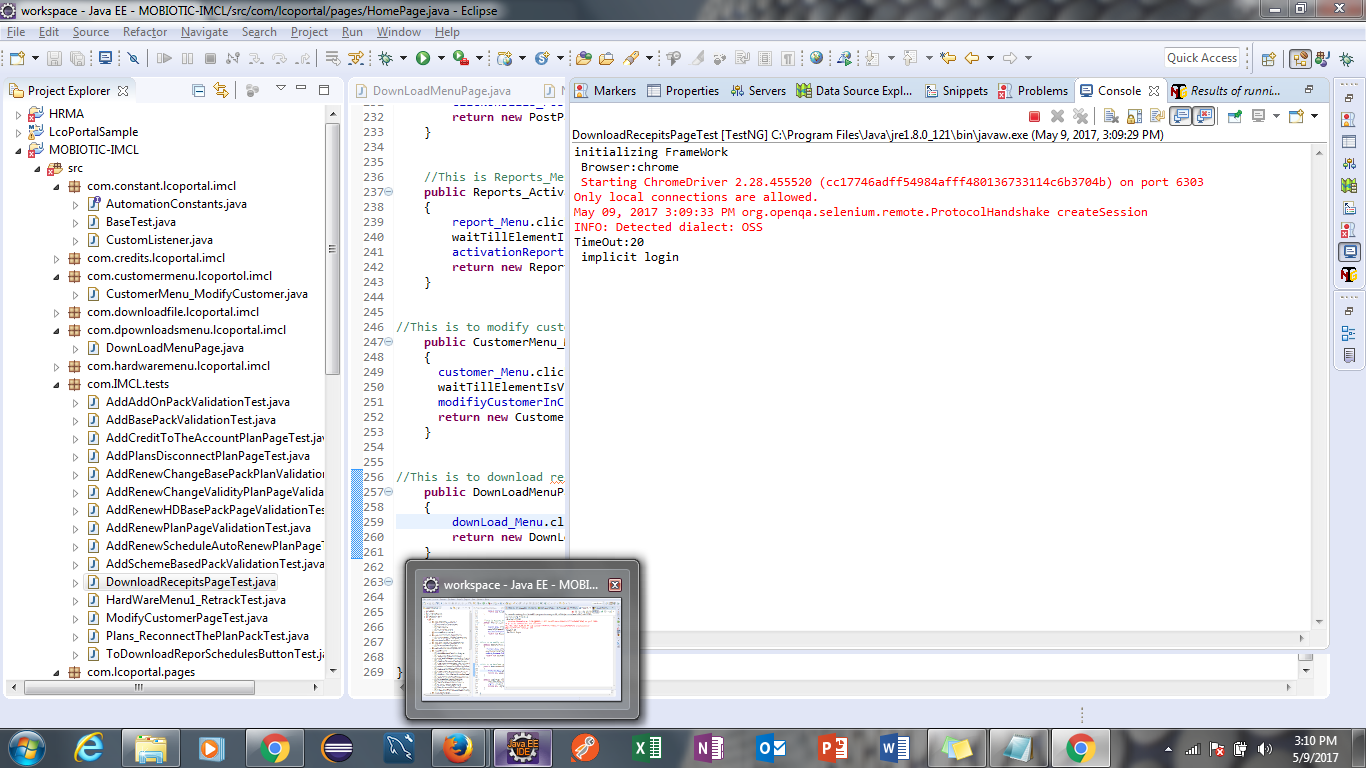 workspace - Java EE - MOBIOTIC-IMCL/src/com/lcoportal/pages/HomePage.java - Eclipse
File Edit Source Refactor Navigate Search Project Run Window Help
Quick Access
Project Explorer
HRMA
LcoPortalSample
MOBIOTIC-IMCL
src
com.constant.lcoportal.imcl
AutomationConstants.java
BaseTest.java
CustomListener.java
com.credits.lcoportal.imcl
com.customermenu.lcoportol.imcl
CustomerMenu_ModifyCustomer.java
com.downloadfile.lcoportal.imcl
com.dpownloadsmenu.lcoportal.imcl
DownLoadMenuPage.java
com.hardwaremenu.lcoportal.imcl
com.IMCL.tests
AddAddOnPackValidationTest.java
AddBasePackValidationTest.java
AddCreditToTheAccountPlanPageTest.jav
AddPlansDisconnectPlanPageTest.java
AddRenewChangeBasePackPlanValidation
AddRenewChangeValidityPlanPageValida
AddRenewHDBasePackPageValidationTes
AddRenewPlanPageValidationTest.java
AddRenewScheduleAutoRenewPlanPage
AddSchemeBasedPackValidationTest.java
DownloadRecepitsPageTest.java
HardWareMenu1_RetrackTest.java
ModifyCustomerPageTest.java
Plans_ReconnectThePlanPackTest.java
ToDownloadReporSchedulesButtonTest.ja
com.lcoportal.pages
DownLoadMenuPage.java
232 return new PostP
233 }
234
235
236 //This is Reports_Me
237 public Reports_Activ
238 {
239 report_Menu.clic
240 waitTillElementI
241 activationReport
242 return new Repor
243 }
244
245
246 //This is to modify custo
247 public CustomerMenu_
248 {
249 customer_Menu.clic
250 waitTillElementIsV
251 modifiyCustomerInC
252 return new Custome
253 }
254
255
256 //This is to download re
257 public DownLoadMenuP
258 {
259 downLoad_Menu.cl
260 return new DownLo
261 }
262
263
264
265
266
267
268
269 }
Markers Properties Servers Data Source Expl... Snippets Problems Console Results of runni...
DownloadRecepitsPageTest [TestNG] C:\Program Files\Java\jre1.8.0_121\bin\javaw.exe (May 9, 2017, 3:09:29 PM)
initializing FrameWork
Browser:chrome
Starting ChromeDriver 2.28.455520 (cc17746adff54984afff480136733114c6b3704b) on port 6303
Only local connections are allowed.
May 09, 2017 3:09:33 PM org.openqa.selenium.remote.ProtocolHandshake createSession
INFO: Detected dialect: OSS
TimeOut:20
implicit login
workspace - Java EE - MOBI...
Java EE
IDE
3:10 PM
5/9/2017